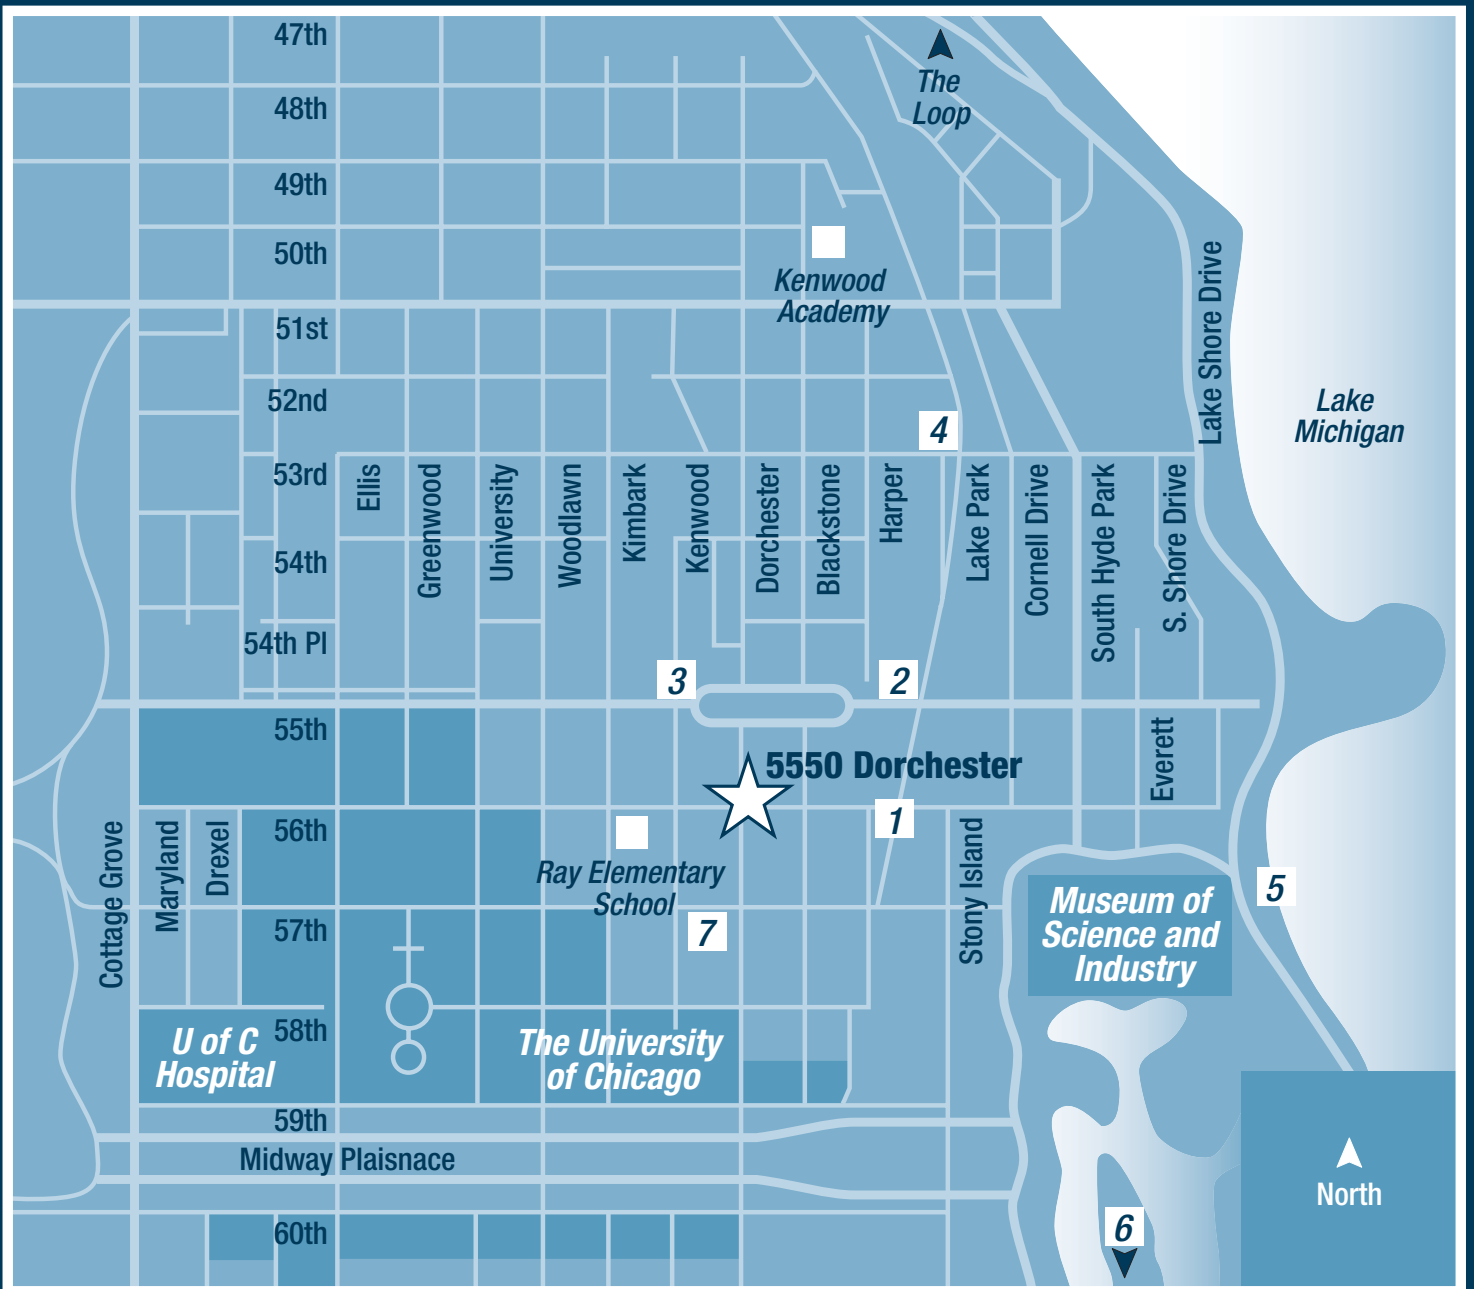 47th
The
Loop
48th
49th
50th
Kenwood
Academy
51st
Lake Shore Drive
52nd
Lake
Michigan
4
53rd
Ellis
Greenwood
University
Woodlawn
Kimbark
Kenwood
Dorchester
Blackstone
Harper
Lake Park
Cornell Drive
South Hyde Park
S. Shore Drive
54th
54th Pl
3
2
55th
Everett
5550 Dorchester
56th
1
Cottage Grove
Maryland
Drexel
Stony Island
Ray Elementary
School
5
Museum of
Science and
Industry
57th
7
58th
U of C
Hospital
The University
of Chicago
59th
Midway Plaisnace
North
60th
6